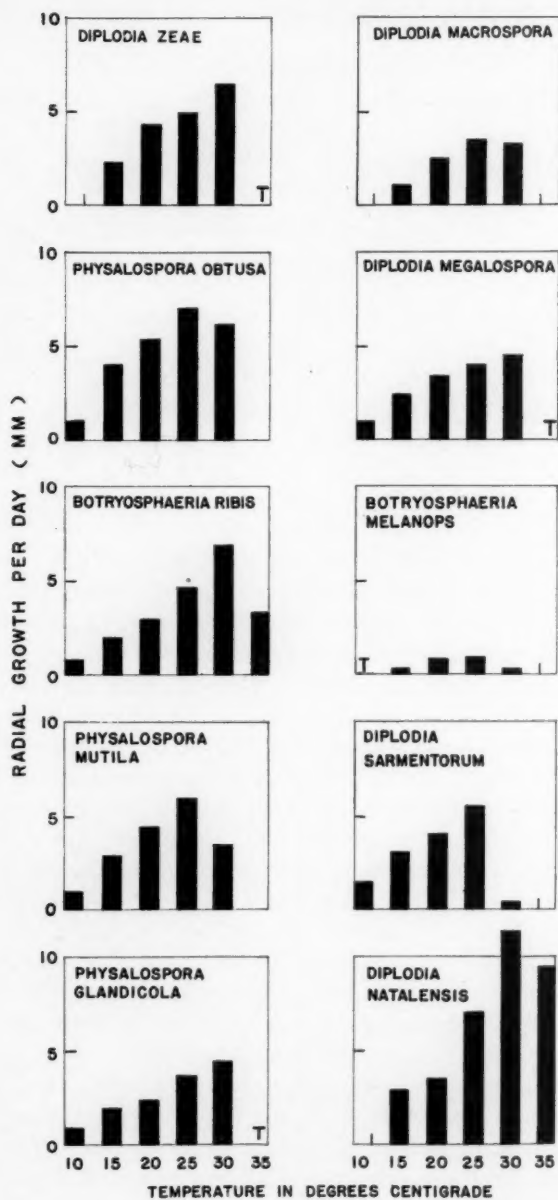 10
5
0
DIPLODIA ZEAE
T
DIPLODIA MACROSPORA
10
5
0
PHYSALOSPORA OBTUSA
DIPLODIA MEGALOSPORA
T
10
5
0
BOTRYOSPHAERIA RIBIS
BOTRYOSPHAERIA
MELANOPS
T
10
5
0
PHYSALOSPORA
MUTILA
DIPLODIA
SARMENTORUM
10
5
0
PHYSALOSPORA
GLANDICOLA
T
DIPLODIA
NATALENSIS
RADIAL GROWTH PER DAY (MM)
10 15 20 25 30 35
10 15 20 25 30 35
TEMPERATURE IN DEGREES CENTIGRADE